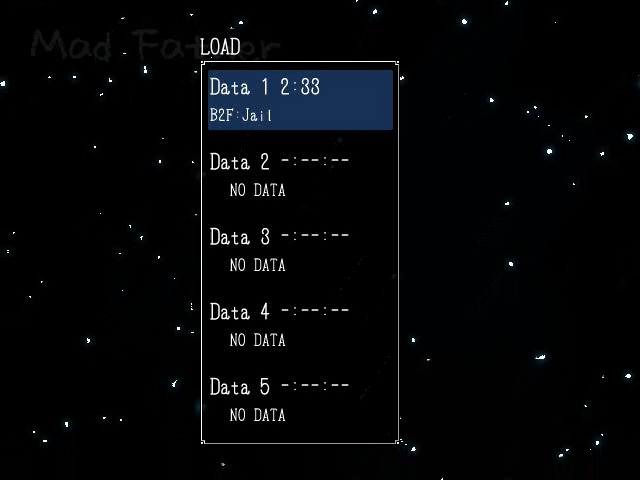 Mad Father
LOAD
Data 1 2:33
B2F:Jail
Data 2 -:--:--
NO DATA
Data 3 -:--:--
NO DATA
Data 4 -:--:--
NO DATA
Data 5 -:--:--
NO DATA